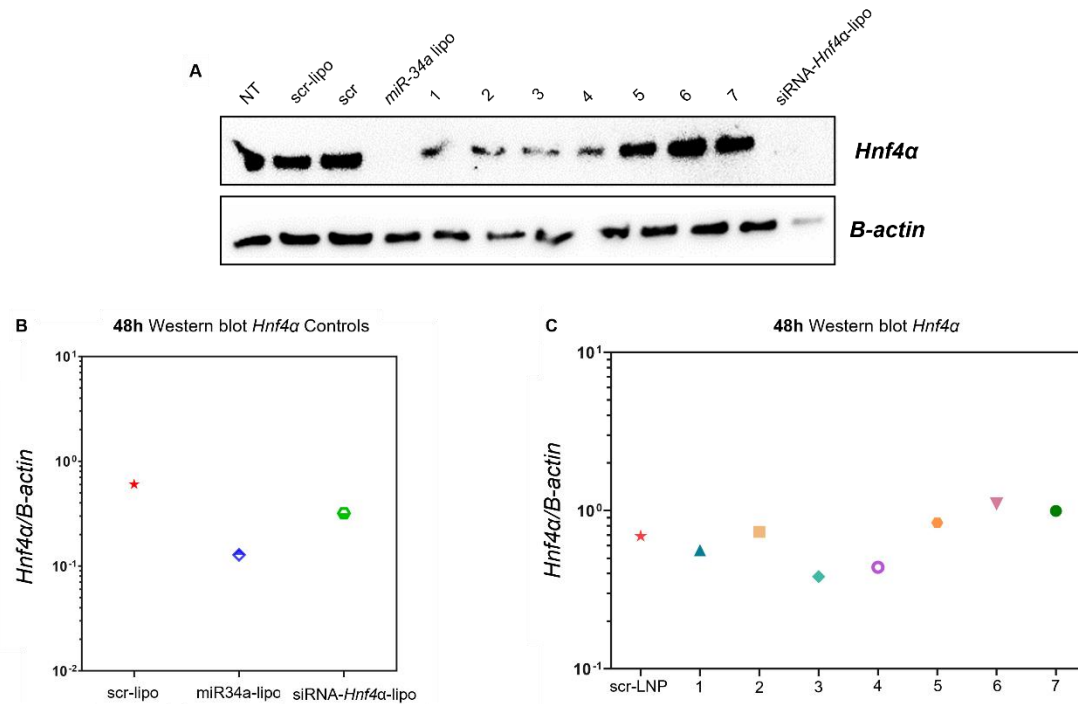 A
NT scr-lipo scr miR-34a lipo 1 2 3 4 5 6 7 siRNA-Hnf4α-lipo
Hnf4α
B-actin
B 48h Western blot Hnf4α Controls
Hnf4α/B-actin
10¹
10⁰
10⁻¹
10⁻²
scr-lipo miR34a-lipo siRNA-Hnf4α-lipo
C 48h Western blot Hnf4α
Hnf4α/B-actin
10¹
10⁰
10⁻¹
scr-LNP 1 2 3 4 5 6 7